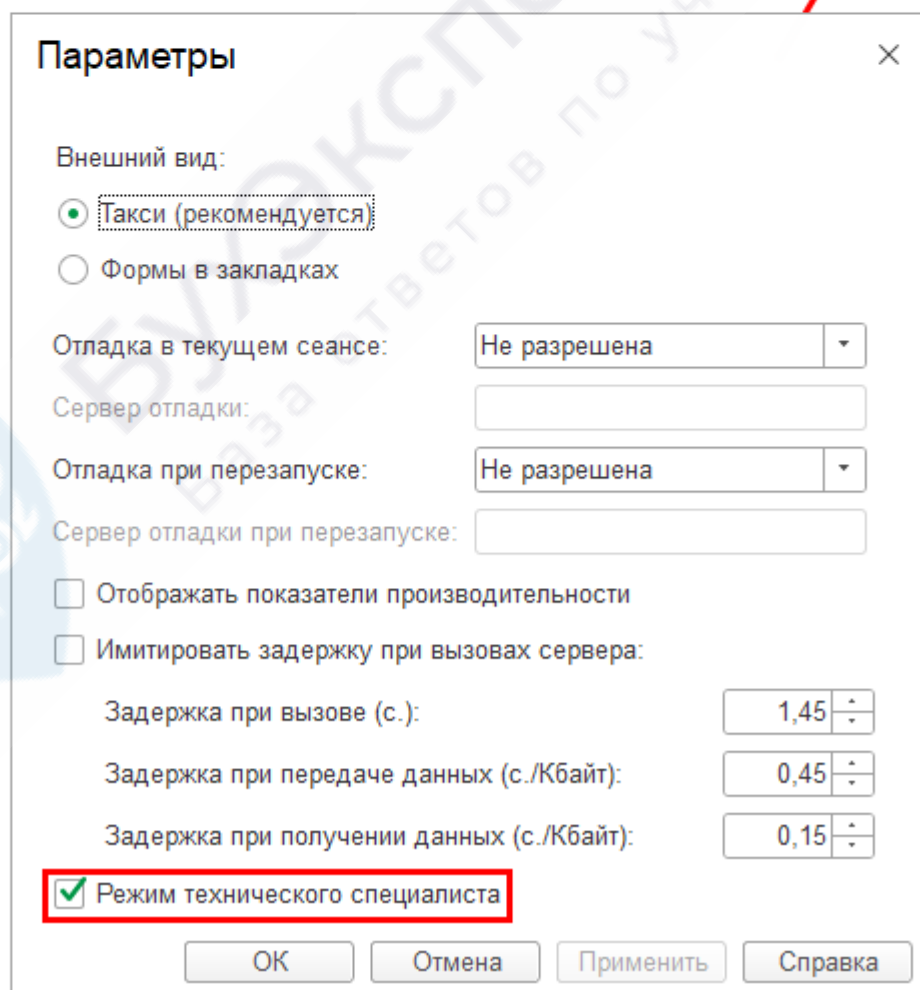 Параметры
Внешний вид:
Такси (рекомендуется)
Формы в закладках
Отладка в текущем сеансе: Не разрешена
Сервер отладки:
Отладка при перезапуске: Не разрешена
Сервер отладки при перезапуске:
Отображать показатели производительности
Имитировать задержку при вызовах сервера:
Задержка при вызове (с.): 1,45
Задержка при передаче данных (с./Кбайт): 0,45
Задержка при получении данных (с./Кбайт): 0,15
Режим технического специалиста
ОК Отмена Применить Справка
База ответов по